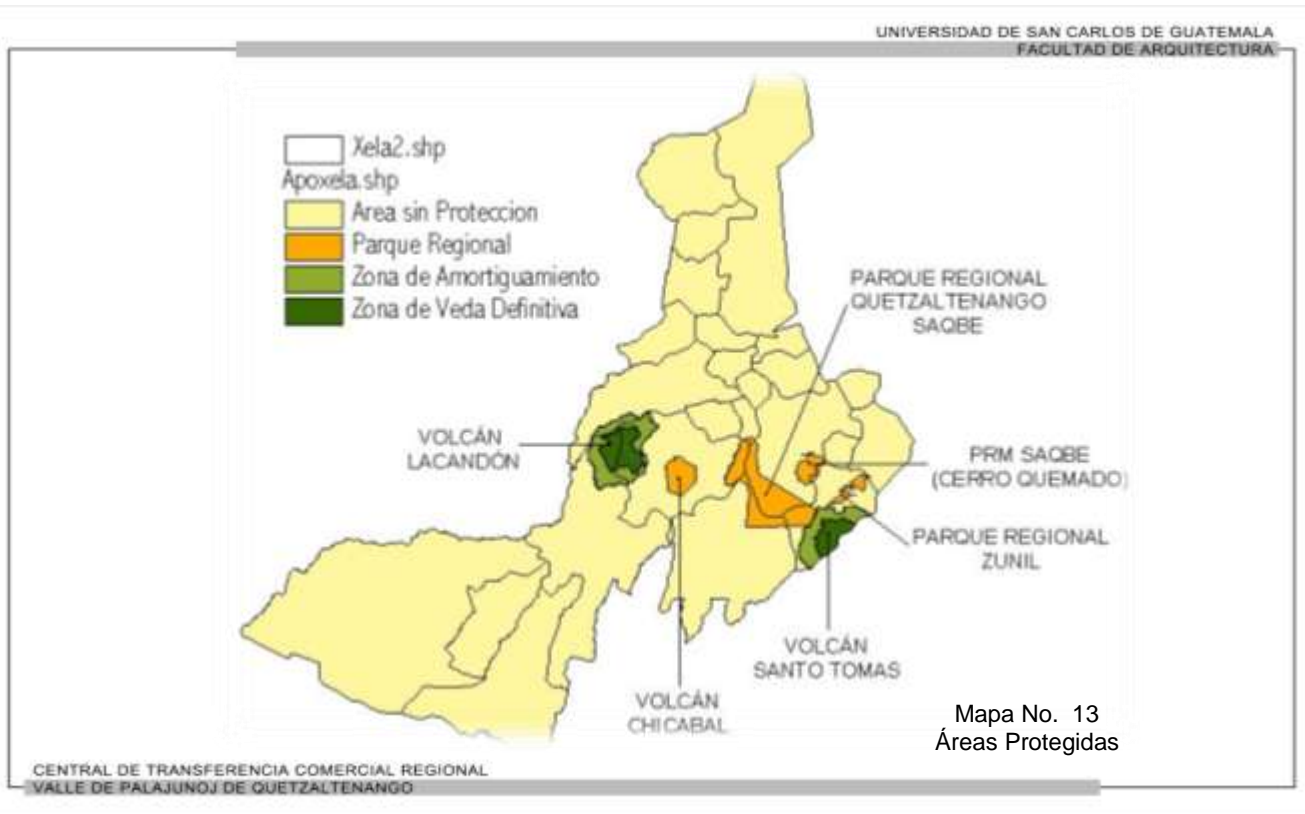 UNIVERSIDAD DE SAN CARLOS DE GUATEMALA
FACULTAD DE ARQUITECTURA
Xela2.shp
Apoxela.shp
Area sin Proteccion
Parque Regional
Zona de Amortiguamiento
Zona de Veda Definitiva
PARQUE REGIONAL
QUETZALTENANGO
SAQBE
VOLCÁN
LACANDÓN
PRM SAQBE
(CERRO QUEMADO)
PARQUE REGIONAL
ZUNIL
VOLCÁN
SANTO TOMAS
VOLCÁN
CHICABAL
Mapa No. 13
Áreas Protegidas
CENTRAL DE TRANSFERENCIA COMERCIAL REGIONAL
VALLE DE PALAJUNOJ DE QUETZALTENANGO